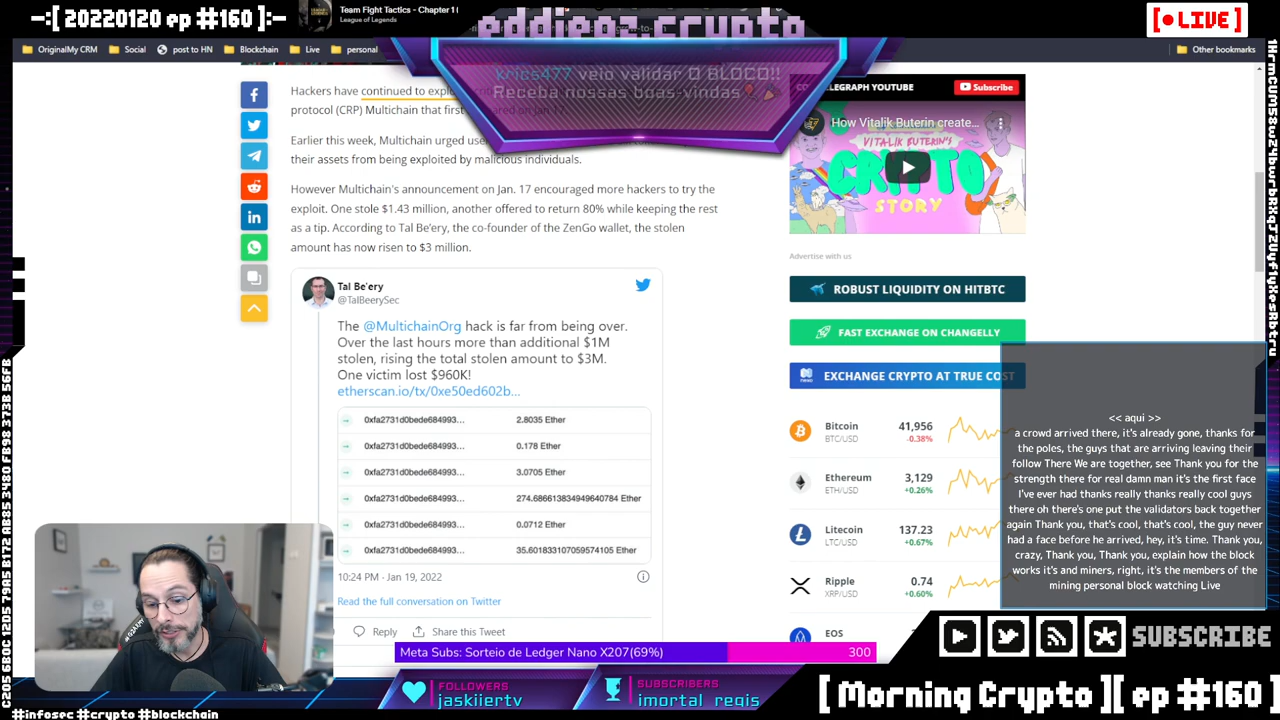 -:[ 20220120 ep #160 ]:-
Team Fight Tactics - Chapter 1 (
League of Legends
eddieoz.crypto
[ LIVE ]
OriginalMy CRM
Social
post to HN
Blockchain
Live
personal
Other bookmarks
krics477 veio validar O BLOCO!!
Receba nossas boas-vindas
Hackers have continued to
protocol (CRP) Multichain that first
Earlier this week, Multichain urged
their assets from being exploited by malicious individuals.
However Multichain's announcement on Jan. 17 encouraged more hackers to try the
exploit. One stole $1.43 million, another offered to return 80% while keeping the rest
as a tip. According to Tal Be'ery, the co-founder of the ZenGo wallet, the stolen
amount has now risen to $3 million.
Tal Be'ery
@TalBeerySec
The @MultichainOrg hack is far from being over.
Over the last hours more than additional $1M
stolen, rising the total stolen amount to $3M.
One victim lost $960K!
etherscan.io/tx/0xe50ed602b...
0xfa2731d0bede684993... 2.8035 Ether
0xfa2731d0bede684993... 0.178 Ether
0xfa2731d0bede684993... 3.0705 Ether
0xfa2731d0bede684993... 274.686613834949640784 Ether
0xfa2731d0bede684993... 0.0712 Ether
0xfa2731d0bede684993... 35.601833107059574105 Ether
10:24 PM - Jan 19, 2022
Read the full conversation on Twitter
Reply
Share this Tweet
TELEGRAPH YOUTUBE
Subscribe
How Vitalik Buterin create...
VITALIK BUTERIN'S
CRYPTO
STORY
Advertise with us
ROBUST LIQUIDITY ON HITBTC
FAST EXCHANGE ON CHANGELLY
EXCHANGE CRYPTO AT TRUE COST
Bitcoin 41,956
BTC/USD -0.38%
Ethereum 3,129
ETH/USD +0.26%
Litecoin 137.23
LTC/USD +0.67%
Ripple 0.74
XRP/USD +0.60%
EOS
<< aqui >>
a crowd arrived there, it's already gone, thanks for
the poles, the guys that are arriving leaving their
follow There We are together, see Thank you for the
strength there for real damn man it's the first face
I've ever had thanks really thanks really cool guys
there oh there's one put the validators back together
again Thank you, that's cool, that's cool, the guy never
had a face before he arrived, hey, it's time. Thank you,
crazy, Thank you, Thank you, explain how the block
works it's and miners, right, it's the members of the
mining personal block watching Live
Meta Subs: Sorteio de Ledger Nano X
207(69%)
300
FOLLOWERS
jaskiiertv
SUBSCRIBERS
imortal_regis
SUBSCRIBE
[ Morning Crypto ][ ep #160 ]
#infosec #crypto #blockchain